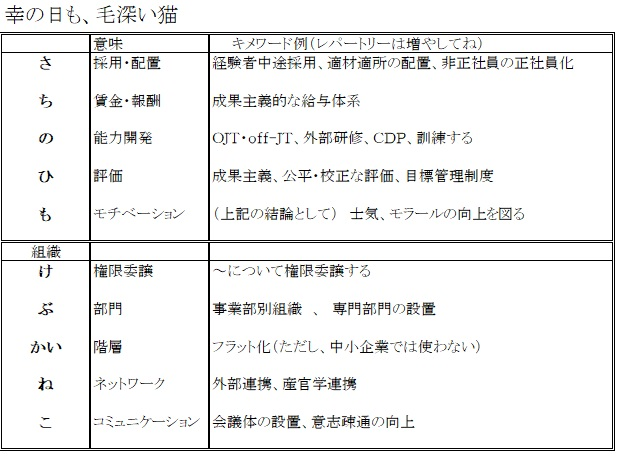 幸の日も、毛深い猫
意味 キメワード例(レパートリーは増やしてね)
さ 採用・配置 経験者中途採用、適材適所の配置、非正社員の正社員化
ち 賃金・報酬 成果主義的な給与体系
の 能力開発 OJT・off-JT、外部研修、CDP、訓練する
ひ 評価 成果主義、公平・校正な評価、目標管理制度
も モチベーション (上記の結論として) 士気、モラールの向上を図る
組織
け 権限委譲 ～について権限委譲する
ぶ 部門 事業部別組織 、 専門部門の設置
かい 階層 フラット化(ただし、中小企業では使わない)
ね ネットワーク 外部連携、産官学連携
こ コミュニケーション 会議体の設置、意志疎通の向上